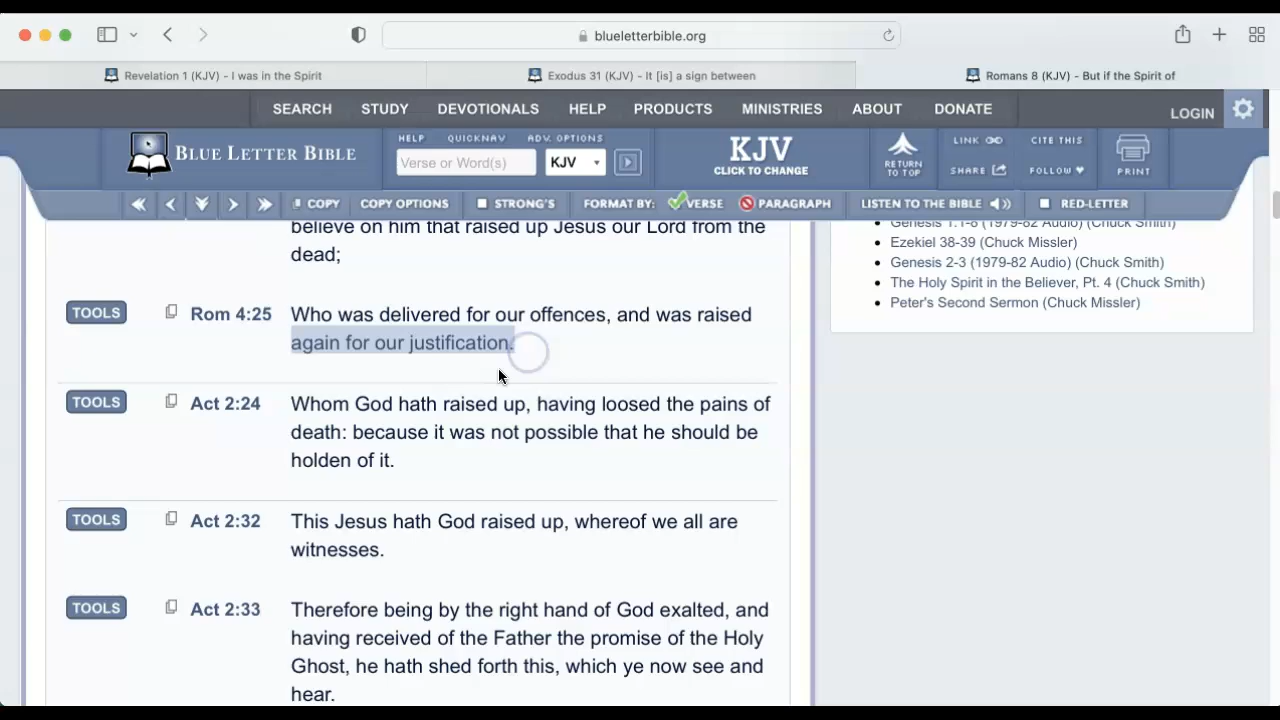 blueletterbible.org
Revelation 1 (KJV) - I was in the Spirit
Exodus 31 (KJV) - It [is] a sign between
Romans 8 (KJV) - But if the Spirit of
SEARCH STUDY DEVOTIONALS HELP PRODUCTS MINISTRIES ABOUT DONATE LOGIN
BLUE LETTER BIBLE
HELP QUICKNAV ADV. OPTIONS
Verse or Word(s) KJV
KJV
CLICK TO CHANGE
RETURN
TO TOP
LINK CITE THIS
SHARE FOLLOW
PRINT
COPY COPY OPTIONS STRONG'S FORMAT BY: VERSE PARAGRAPH LISTEN TO THE BIBLE RED-LETTER
believe on him that raised up Jesus our Lord from the
dead;
TOOLS Rom 4:25 Who was delivered for our offences, and was raised
again for our justification.
TOOLS Act 2:24 Whom God hath raised up, having loosed the pains of
death: because it was not possible that he should be
holden of it.
TOOLS Act 2:32 This Jesus hath God raised up, whereof we all are
witnesses.
TOOLS Act 2:33 Therefore being by the right hand of God exalted, and
having received of the Father the promise of the Holy
Ghost, he hath shed forth this, which ye now see and
hear.
Genesis 1:1-8 (1979-82 Audio) (Chuck Smith)
Ezekiel 38-39 (Chuck Missler)
Genesis 2-3 (1979-82 Audio) (Chuck Smith)
The Holy Spirit in the Believer, Pt. 4 (Chuck Smith)
Peter's Second Sermon (Chuck Missler)